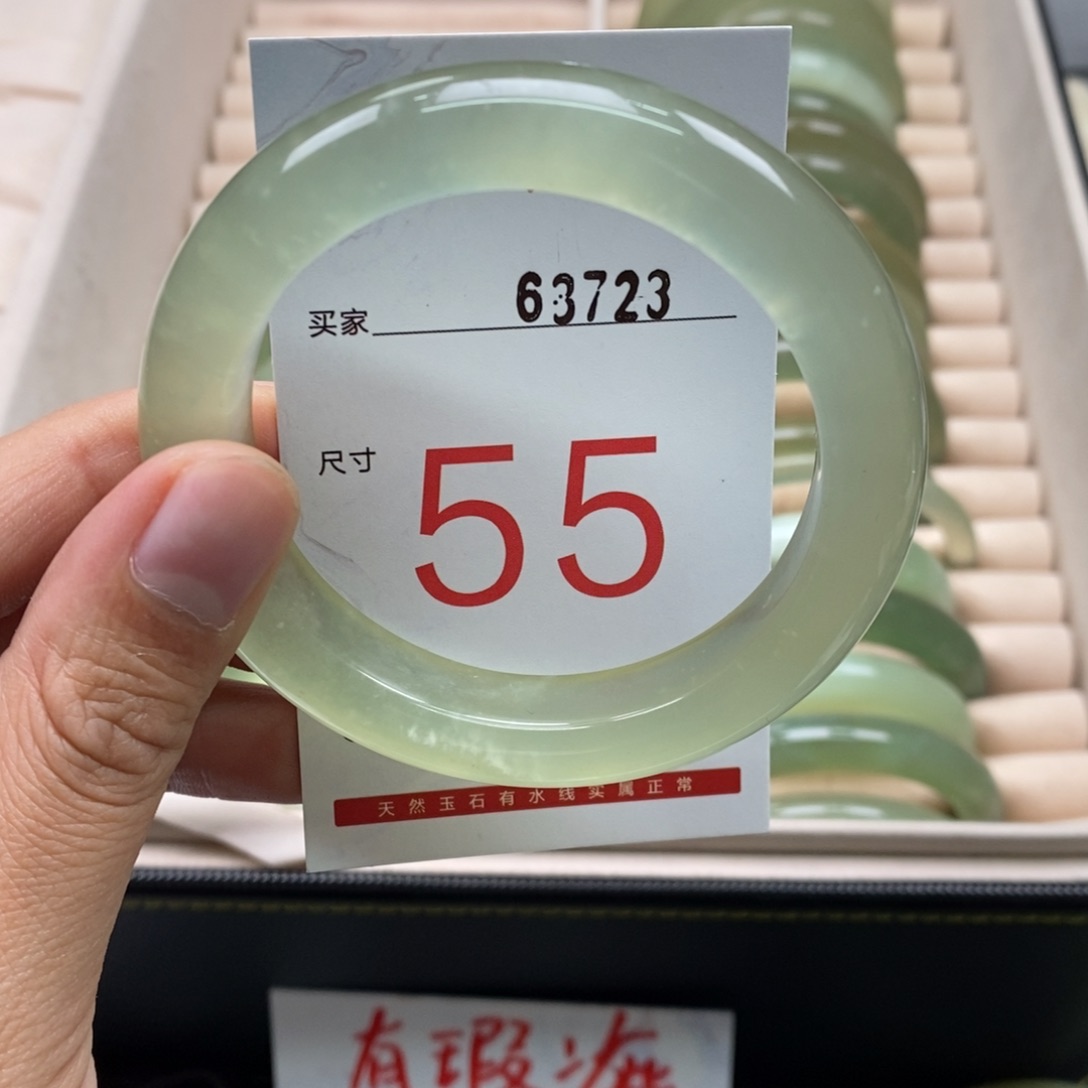 买家 63723
尺寸 55
天然玉石有水线实属正常
有瑕疵